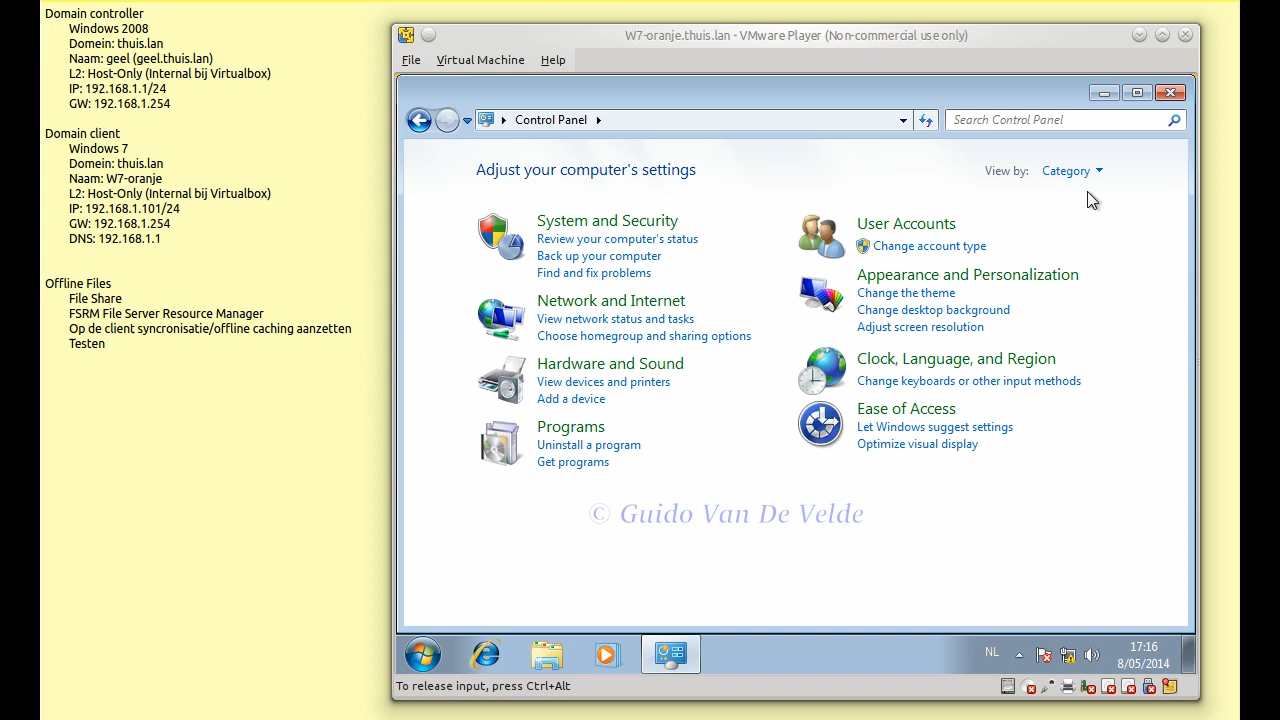 Domain controller
Windows 2008
Domein: thuis.lan
Naam: geel (geel.thuis.lan)
L2: Host-Only (Internal bij Virtualbox)
IP: 192.168.1.1/24
GW: 192.168.1.254
Domain client
Windows 7
Domein: thuis.lan
Naam: W7-oranje
L2: Host-Only (Internal bij Virtualbox)
IP: 192.168.1.101/24
GW: 192.168.1.254
DNS: 192.168.1.1
Offline Files
File Share
FSRM File Server Resource Manager
Op de client syncronisatie/offline caching aanzetten
Testen
W7-oranje.thuis.lan - VMware Player (Non-commercial use only)
File Virtual Machine Help
Control Panel
Search Control Panel
Adjust your computer's settings
View by: Category
System and Security
Review your computer's status
Back up your computer
Find and fix problems
Network and Internet
View network status and tasks
Choose homegroup and sharing options
Hardware and Sound
View devices and printers
Add a device
Programs
Uninstall a program
Get programs
User Accounts
Change account type
Appearance and Personalization
Change the theme
Change desktop background
Adjust screen resolution
Clock, Language, and Region
Change keyboards or other input methods
Ease of Access
Let Windows suggest settings
Optimize visual display
© Guido Van De Velde
NL
17:16
8/05/2014
To release input, press Ctrl+Alt